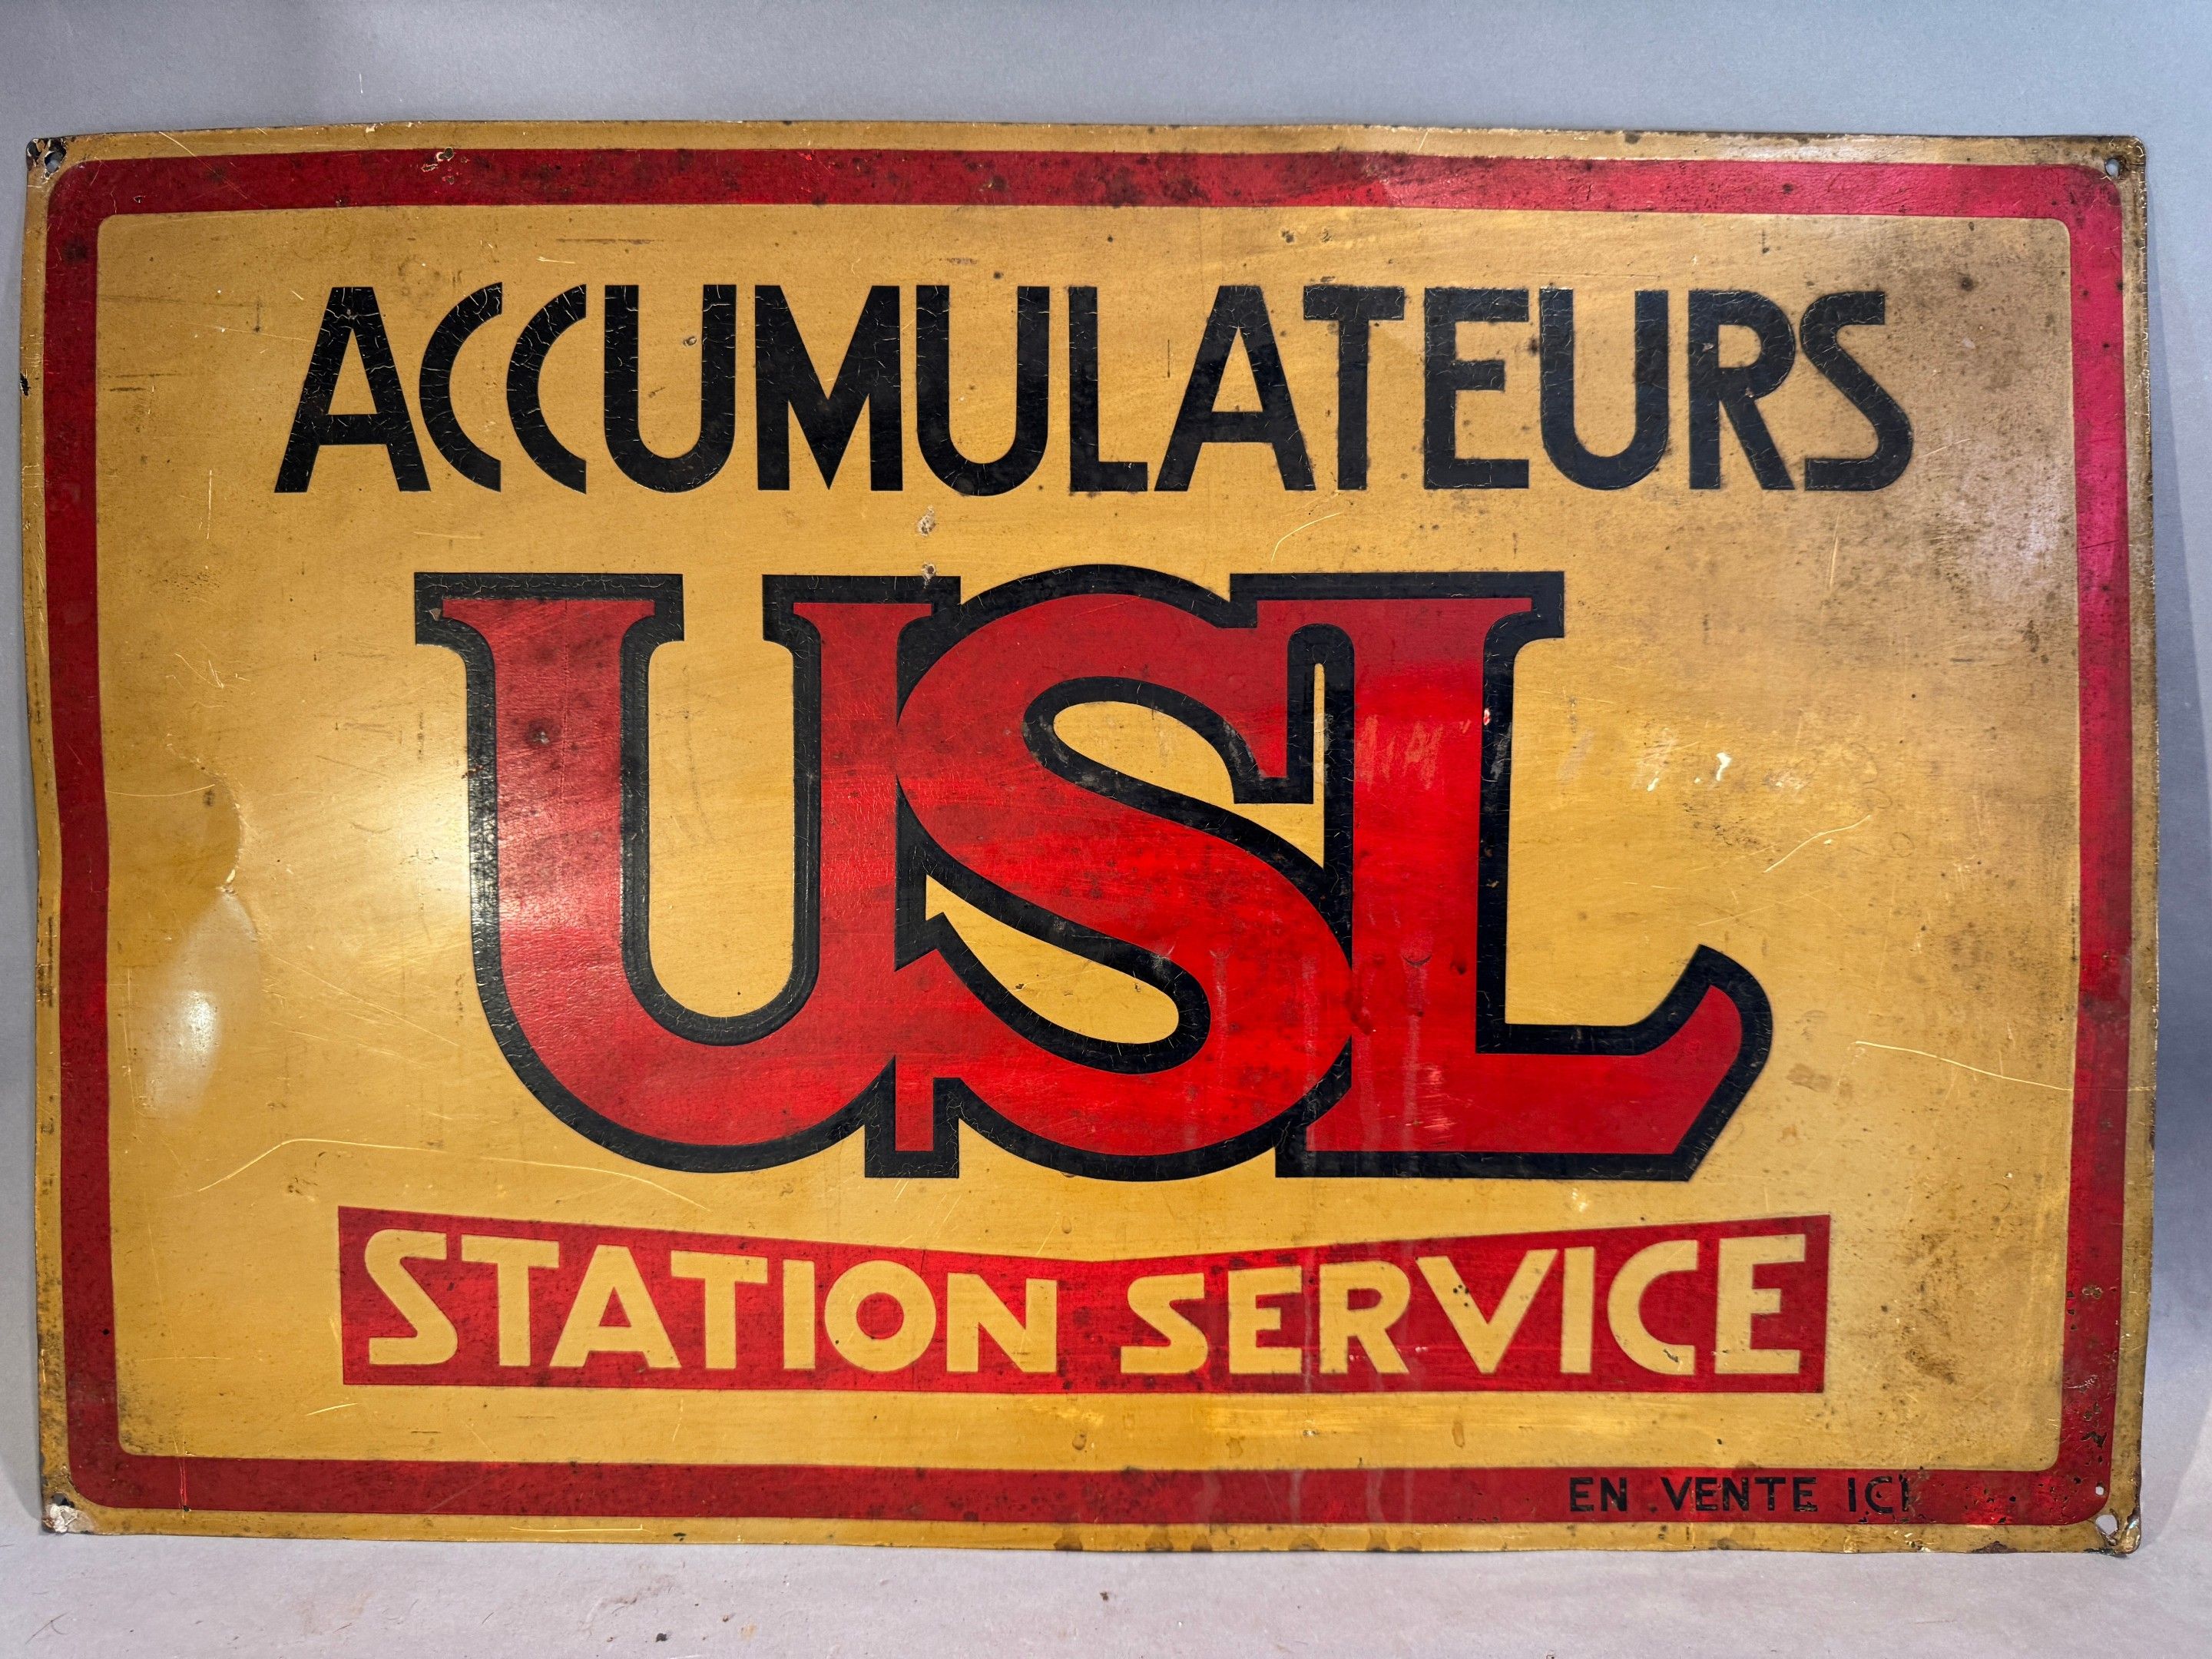 ACCUMULATEURS
USL
STATION SERVICE
EN VENTE ICI